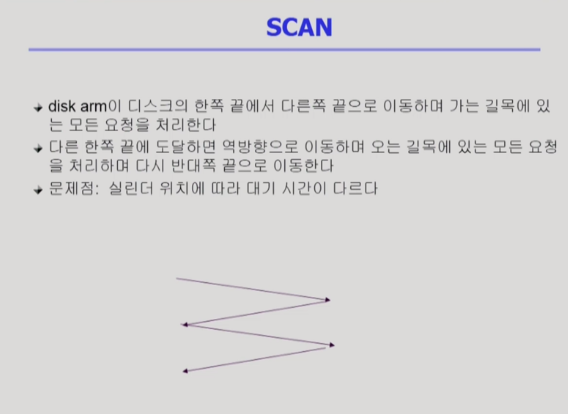 SCAN
disk arm이 디스크의 한쪽 끝에서 다른쪽 끝으로 이동하며 가는 길목에 있
는 모든 요청을 처리한다
다른 한쪽 끝에 도달하면 역방향으로 이동하며 오는 길목에 있는 모든 요청
을 처리하며 다시 반대쪽 끝으로 이동한다
문제점: 실린더 위치에 따라 대기 시간이 다르다